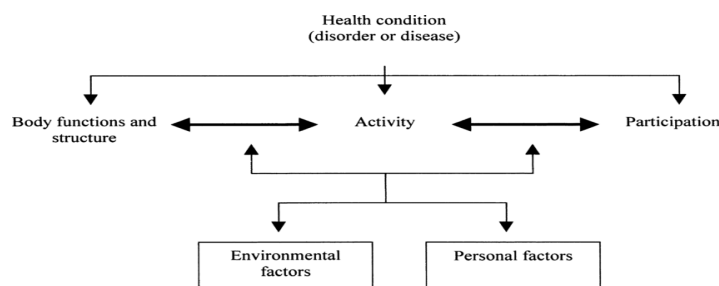 Health condition
(disorder or disease)
Body functions and
structure
Activity
Participation
Environmental
factors
Personal factors